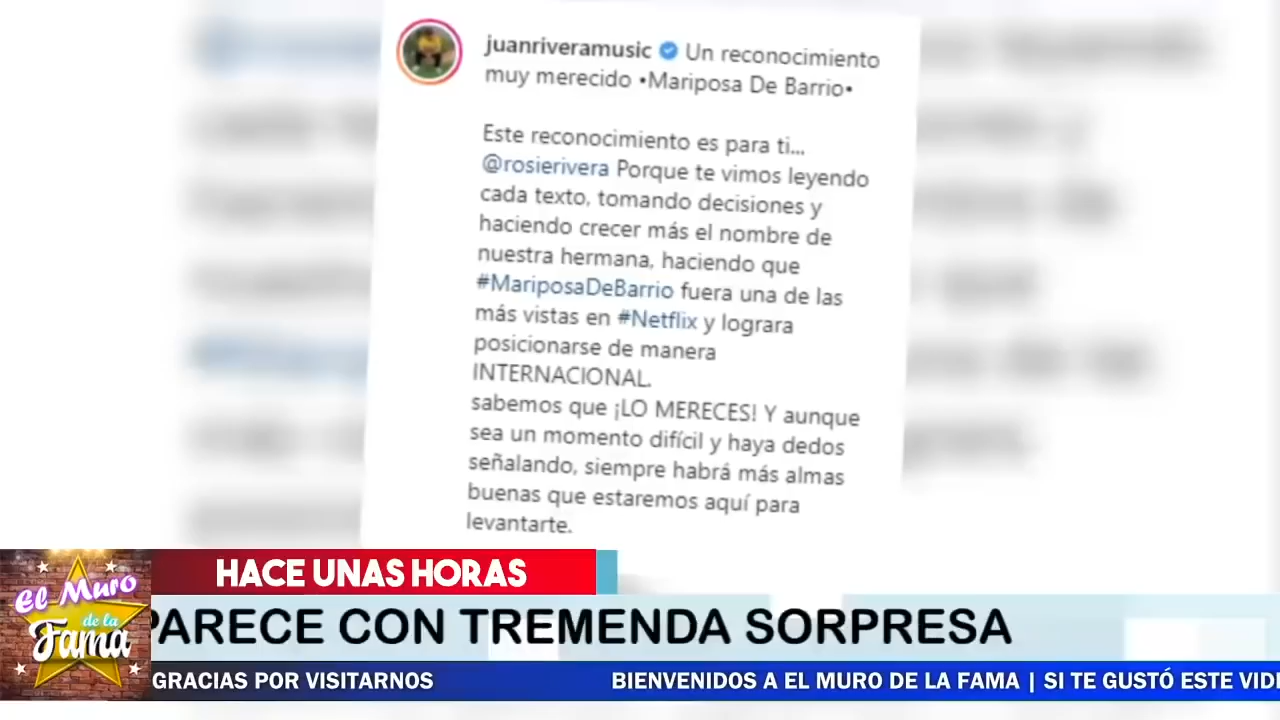 juanriveramusic Un reconocimiento
muy merecido •Mariposa De Barrio•
Este reconocimiento es para ti...
@rosierivera Porque te vimos leyendo
cada texto, tomando decisiones y
haciendo crecer más el nombre de
nuestra hermana, haciendo que
#MariposaDeBarrio fuera una de las
más vistas en #Netflix y lograra
posicionarse de manera
INTERNACIONAL.
sabemos que ¡LO MERECES! Y aunque
sea un momento difícil y haya dedos
señalando, siempre habrá más almas
buenas que estaremos aquí para
levantarte.
HACE UNAS HORAS
El Muro
de la
Fama
PARECE CON TREMENDA SORPRESA
GRACIAS POR VISITARNOS BIENVENIDOS A EL MURO DE LA FAMA | SI TE GUSTÓ ESTE VIDE